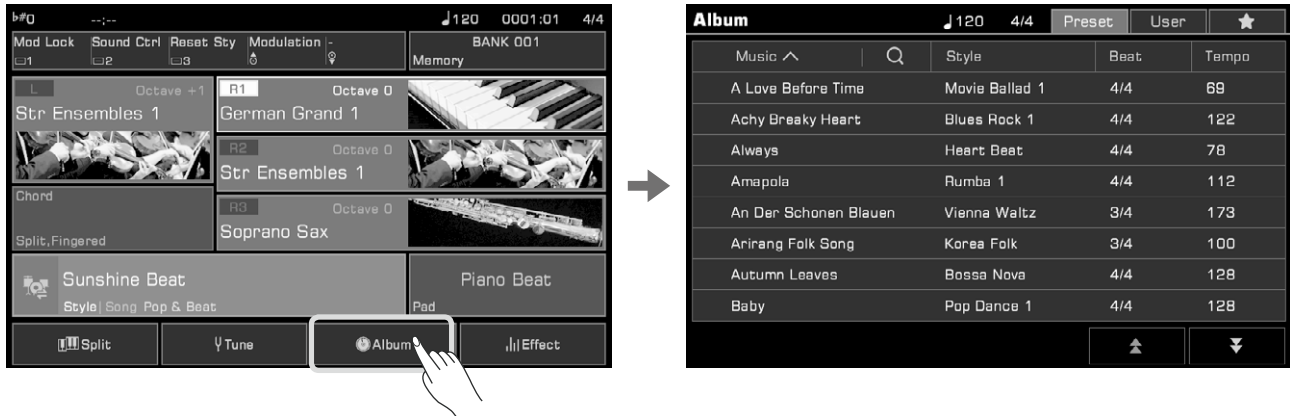 b#0 --;-- ♩120 0001:01 4/4
Mod Lock Sound Ctrl Reset Sty Modulation - BANK 001
1 2 3 Memory
L Octave +1 R1 Octave 0
Str Ensembles 1 German Grand 1
R2 Octave 0
Str Ensembles 1
Chord R3 Octave 0
Soprano Sax
Split,Fingered
Sunshine Beat Piano Beat
Style| Song Pop & Beat Pad
Split Tune Album Effect
Album ♩120 4/4 Preset User ★
Music Style Beat Tempo
A Love Before Time Movie Ballad 1 4/4 69
Achy Breaky Heart Blues Rock 1 4/4 122
Always Heart Beat 4/4 78
Amapola Rumba 1 4/4 112
An Der Schonen Blauen Vienna Waltz 3/4 173
Arirang Folk Song Korea Folk 3/4 100
Autumn Leaves Bossa Nova 4/4 128
Baby Pop Dance 1 4/4 128